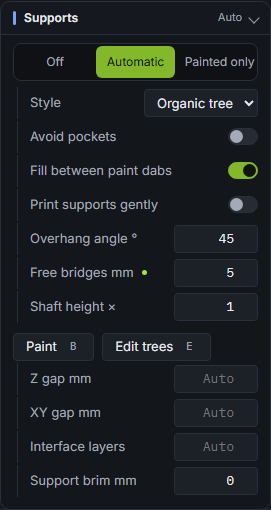 Supports Auto
Off Automatic Painted only
Style Organic tree
Avoid pockets
Fill between paint dabs
Print supports gently
Overhang angle ° 45
Free bridges mm 5
Shaft height × 1
Paint B Edit trees E
Z gap mm Auto
XY gap mm Auto
Interface layers Auto
Support brim mm 0